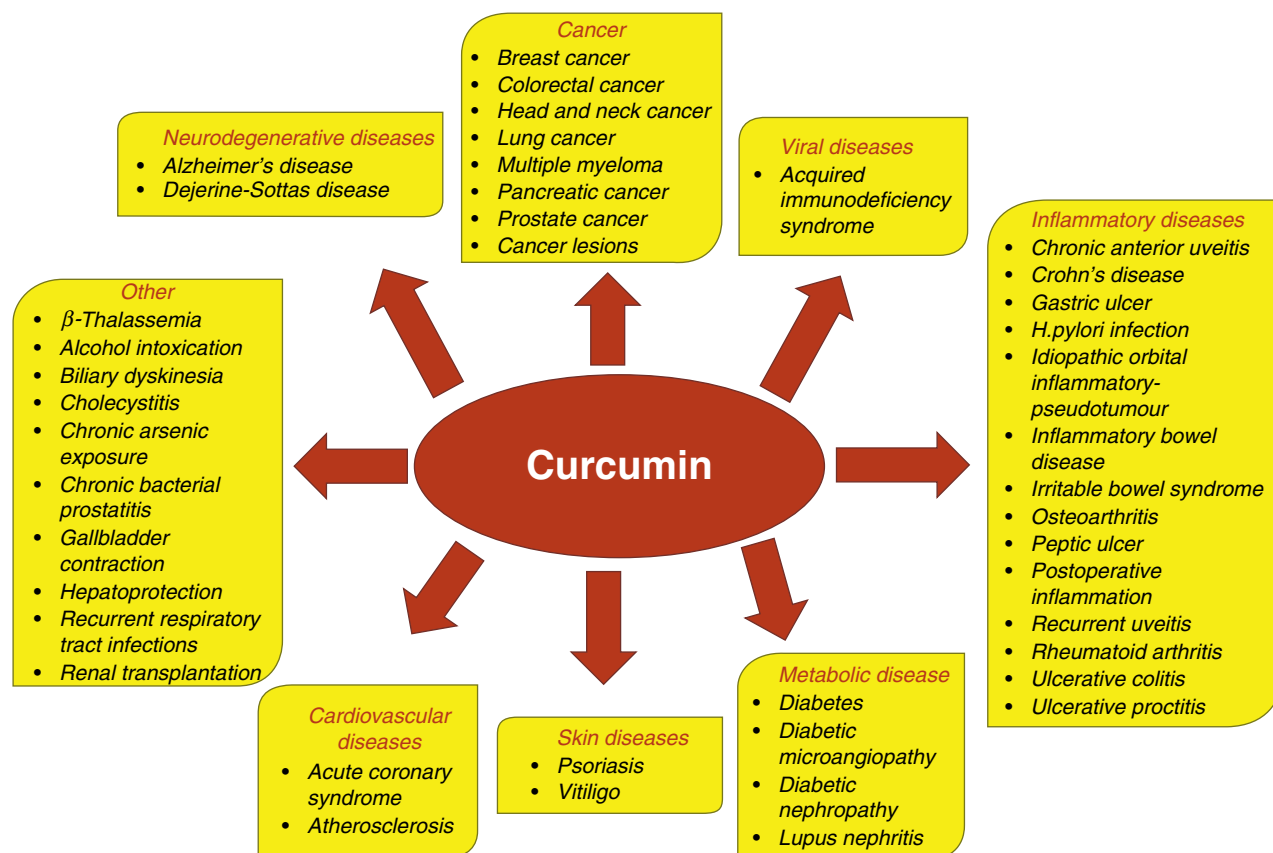 Cancer
• Breast cancer
• Colorectal cancer
• Head and neck cancer
• Lung cancer
• Multiple myeloma
• Pancreatic cancer
• Prostate cancer
• Cancer lesions
Neurodegenerative diseases
• Alzheimer's disease
• Dejerine-Sottas disease
Viral diseases
• Acquired
immunodeficiency
syndrome
Inflammatory diseases
• Chronic anterior uveitis
• Crohn's disease
• Gastric ulcer
• H.pylori infection
• Idiopathic orbital
inflammatory-
pseudotumour
• Inflammatory bowel
disease
• Irritable bowel syndrome
• Osteoarthritis
• Peptic ulcer
• Postoperative
inflammation
• Recurrent uveitis
• Rheumatoid arthritis
• Ulcerative colitis
• Ulcerative proctitis
Other
• β-Thalassemia
• Alcohol intoxication
• Biliary dyskinesia
• Cholecystitis
• Chronic arsenic
exposure
• Chronic bacterial
prostatitis
• Gallbladder
contraction
• Hepatoprotection
• Recurrent respiratory
tract infections
• Renal transplantation
Curcumin
Cardiovascular
diseases
• Acute coronary
syndrome
• Atherosclerosis
Skin diseases
• Psoriasis
• Vitiligo
Metabolic disease
• Diabetes
• Diabetic
microangiopathy
• Diabetic
nephropathy
• Lupus nephritis